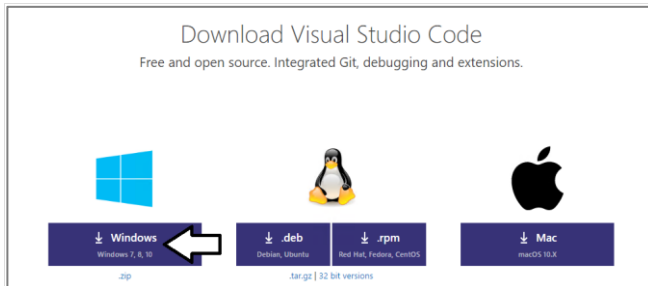 Download Visual Studio Code
Free and open source. Integrated Git, debugging and extensions.
Windows
Windows 7, 8, 10
.zip
.deb
Debian, Ubuntu
.rpm
Red Hat, Fedora, CentOS
.tar.gz | 32 bit versions
Mac
macOS 10.X